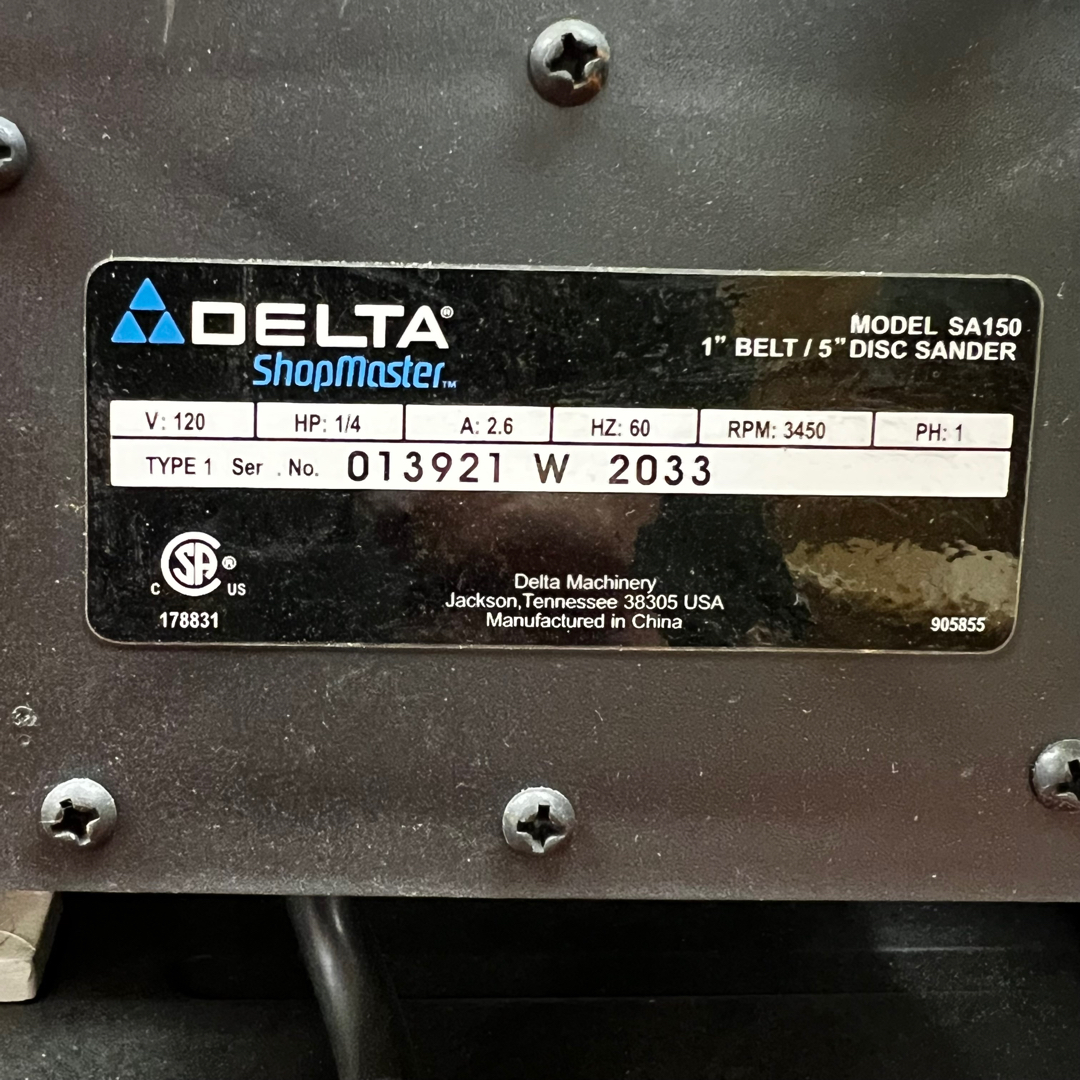 DELTA®
ShopMaster™
MODEL SA150
1" BELT / 5" DISC SANDER
V: 120 HP: 1/4 A: 2.6 HZ: 60 RPM: 3450 PH: 1
TYPE 1 Ser . No. 013921 W 2033
CSA®
C US
178831
Delta Machinery
Jackson,Tennessee 38305 USA
Manufactured in China
905855